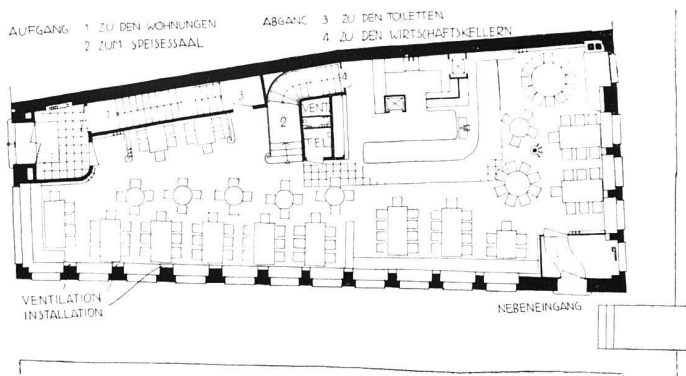 AUFGANG 1 ZU DEN WOHNUNGEN
2 ZUM SPEISESSAAL
ABGANG 3 ZU DEN TOILETTEN
4 ZU DEN WIRTSCHAFTSKELLERN
1
3
4
2
VENT.
TEL.
VENTILATION
INSTALLATION
NEBENEINGANG